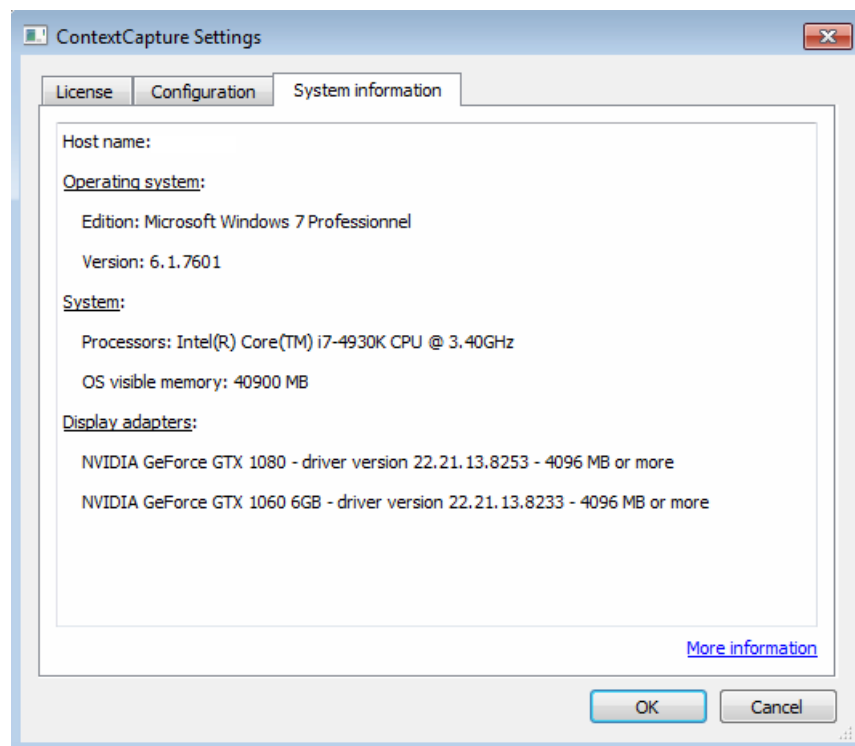 ContextCapture Settings
License Configuration System information
Host name:
Operating system:
Edition: Microsoft Windows 7 Professionnel
Version: 6.1.7601
System:
Processors: Intel(R) Core(TM) i7-4930K CPU @ 3.40GHz
OS visible memory: 40900 MB
Display adapters:
NVIDIA GeForce GTX 1080 - driver version 22.21.13.8253 - 4096 MB or more
NVIDIA GeForce GTX 1060 6GB - driver version 22.21.13.8233 - 4096 MB or more
More information
OK Cancel